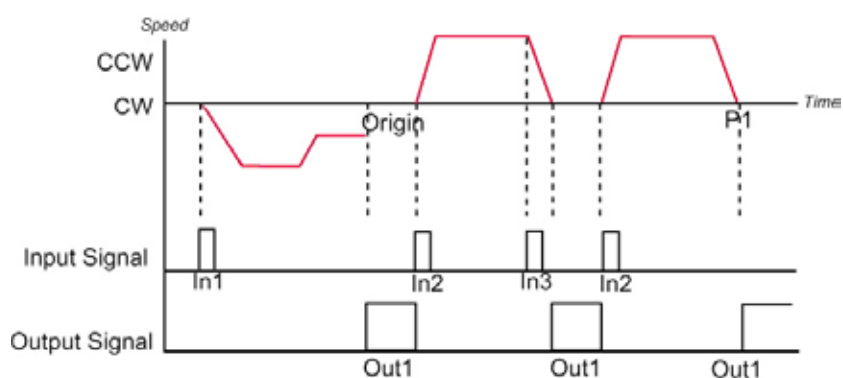 Speed
CCW
CW
Time
Origin
P1
Input Signal
In1
In2
In3
In2
Output Signal
Out1
Out1
Out1